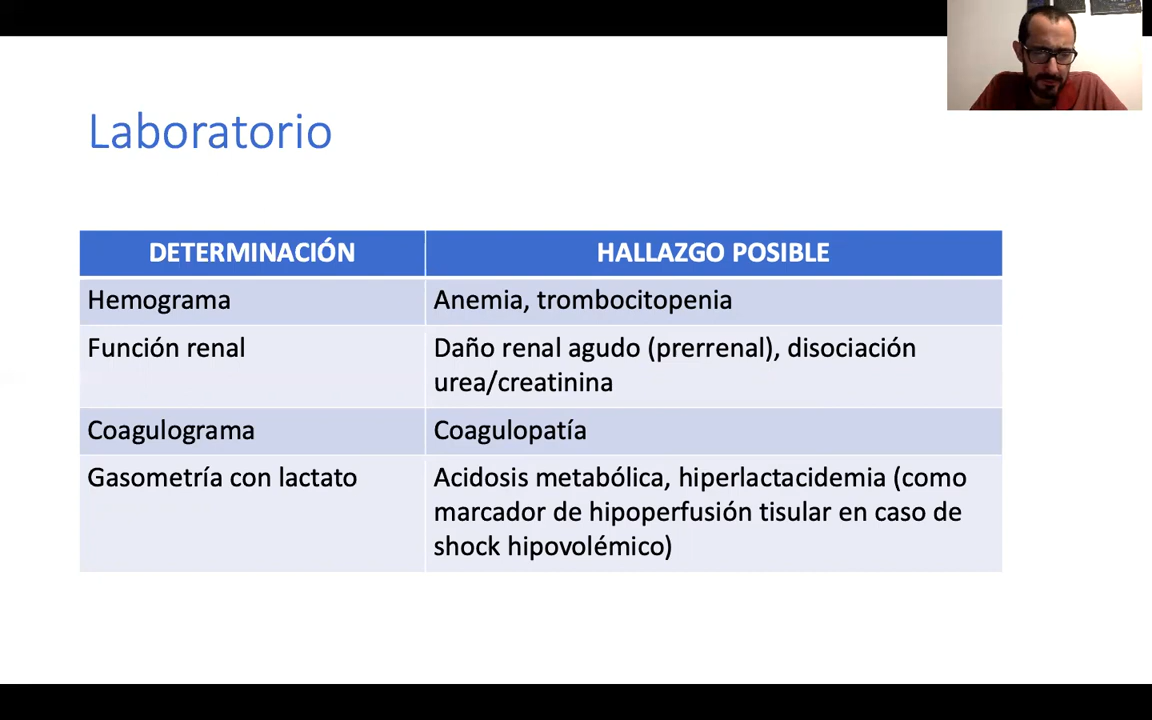 Laboratorio
DETERMINACIÓN
HALLAZGO POSIBLE
Hemograma
Anemia, trombocitopenia
Función renal
Daño renal agudo (prerrenal), disociación
urea/creatinina
Coagulograma
Coagulopatía
Gasometría con lactato
Acidosis metabólica, hiperlactacidemia (como
marcador de hipoperfusión tisular en caso de
shock hipovolémico)